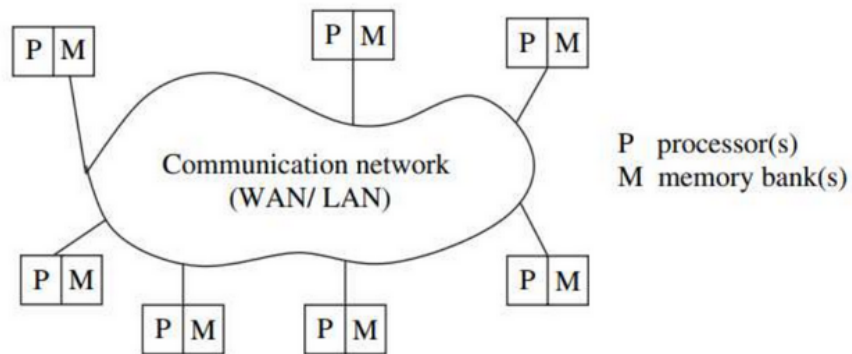 P M
P M
P M
Communication network
(WAN/ LAN)
P processor(s)
M memory bank(s)
P M
P M
P M
P M